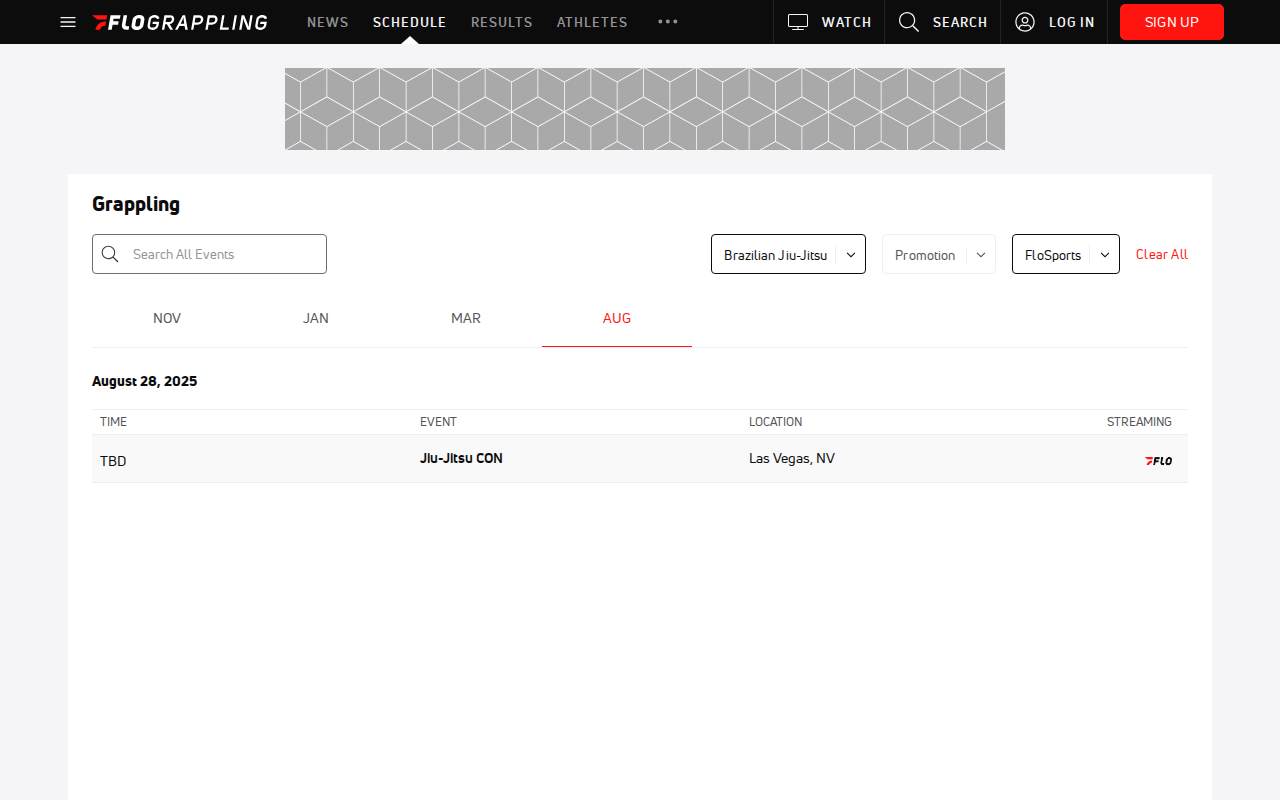 FLOGRAPPLING NEWS SCHEDULE RESULTS ATHLETES WATCH SEARCH LOG IN SIGN UP
Grappling
Search All Events Brazilian Jiu-Jitsu Promotion FloSports Clear All
NOV JAN MAR AUG
August 28, 2025
TIME EVENT LOCATION STREAMING
TBD Jiu-Jitsu CON Las Vegas, NV FLO